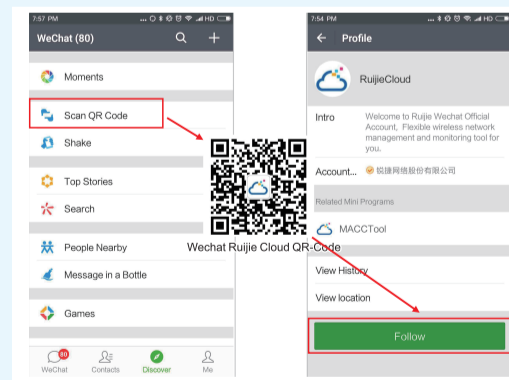 7:57 PM
... HD
WeChat (80)
Moments
Scan QR Code
Shake
Top Stories
Search
People Nearby
Message in a Bottle
Games
80
WeChat
Contacts
Discover
Me
Wechat Ruijie Cloud QR-Code
7:54 PM
... HD
Profile
RuijieCloud
Intro
Welcome to Ruijie Wechat Official
Account, Flexible wireless network
management and monitoring tool for
you.
Account...
锐捷网络股份有限公司
Related Mini Programs
MACCTool
View History
View location
Follow